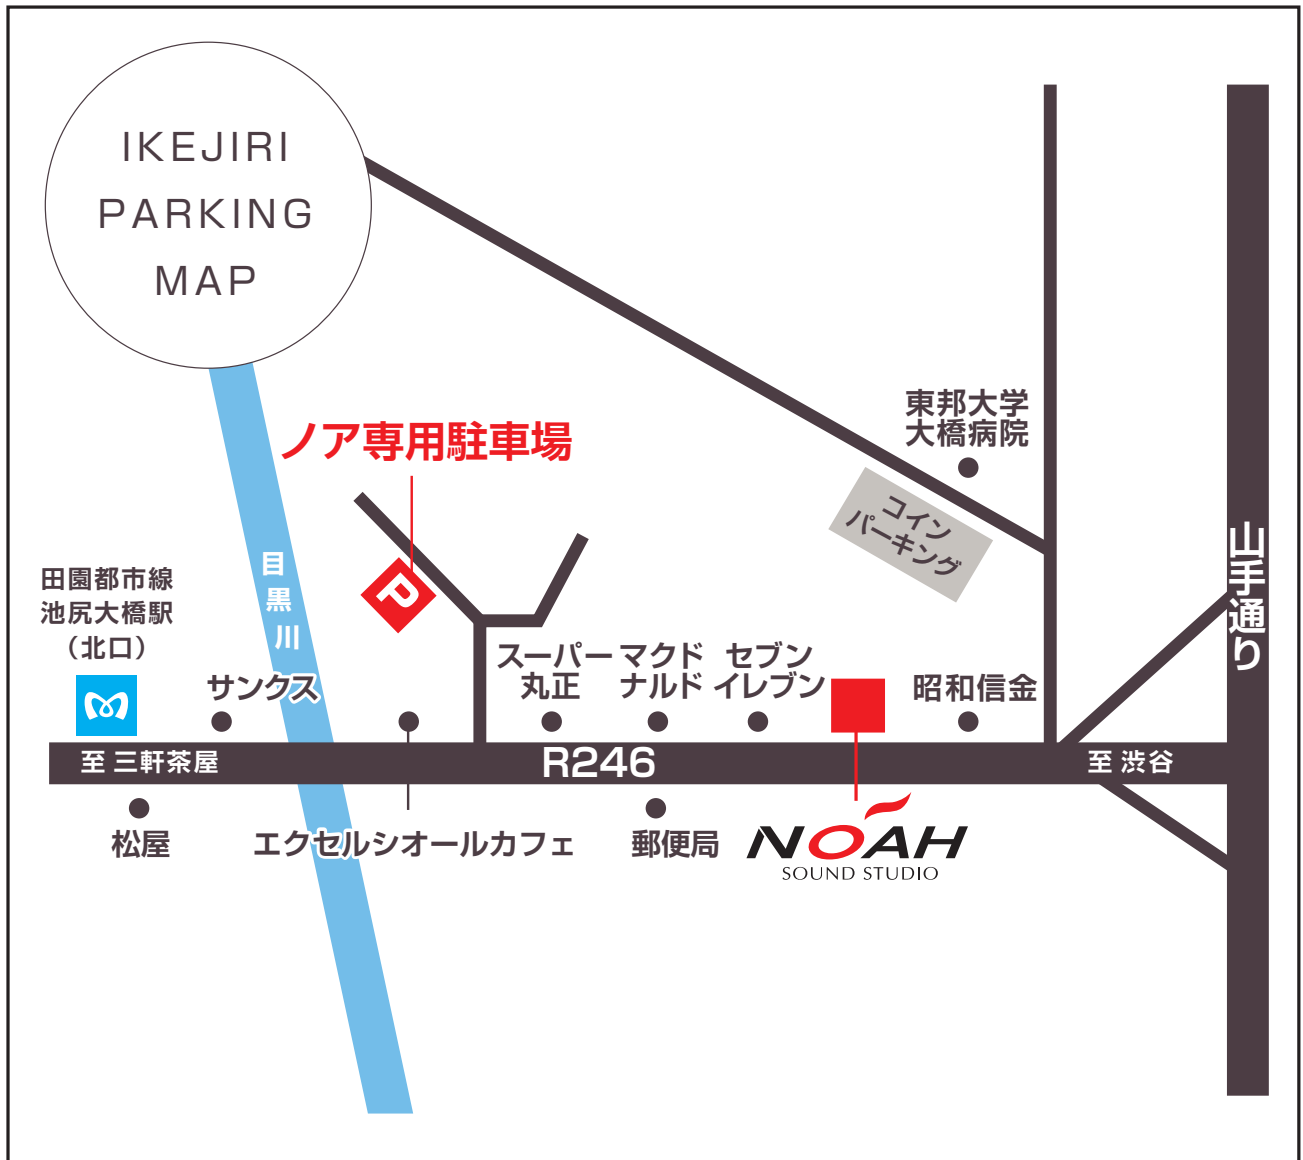 IKEJIRI
PARKING
MAP
東邦大学
大橋病院
ノア専用駐車場
コイン
パーキング
山手通り
目黒川
田園都市線
池尻大橋駅
（北口）
P
サンクス
スーパー
丸正
マクド
ナルド
セブン
イレブン
昭和信金
至 三軒茶屋
R246
至 渋谷
松屋
エクセルシオールカフェ
郵便局
NOAH
SOUND STUDIO